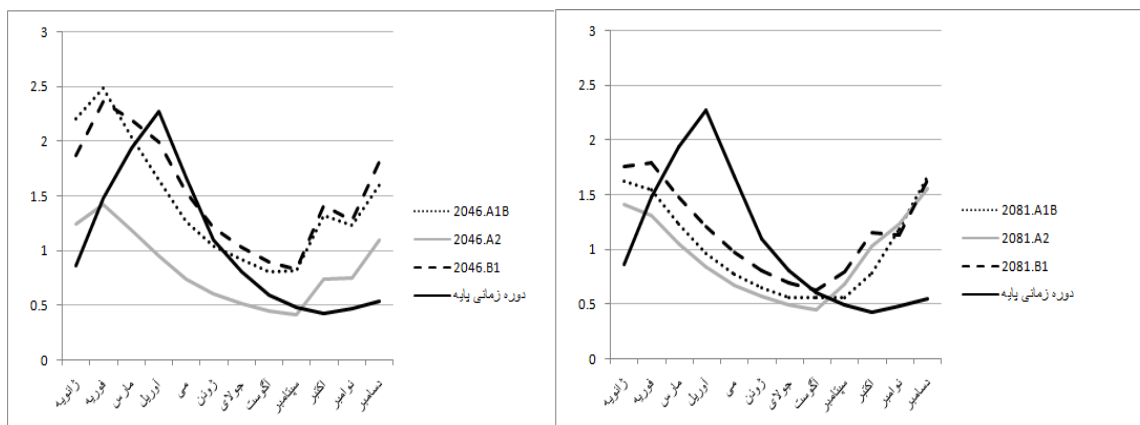 3
2.5
2
1.5
1
0.5
0
ژانویه
فوریه
مارس
آوریل
می
ژوئن
جولای
آگوست
سپتامبر
اکتبر
نوامبر
دسامبر
2046.A1B
2046.A2
2046.B1
دوره زمانی پایه
3
2.5
2
1.5
1
0.5
0
ژانویه
فوریه
مارس
آوریل
می
ژوئن
جولای
آگوست
سپتامبر
اکتبر
نوامبر
دسامبر
2081.A1B
2081.A2
2081.B1
دوره زمانی پایه